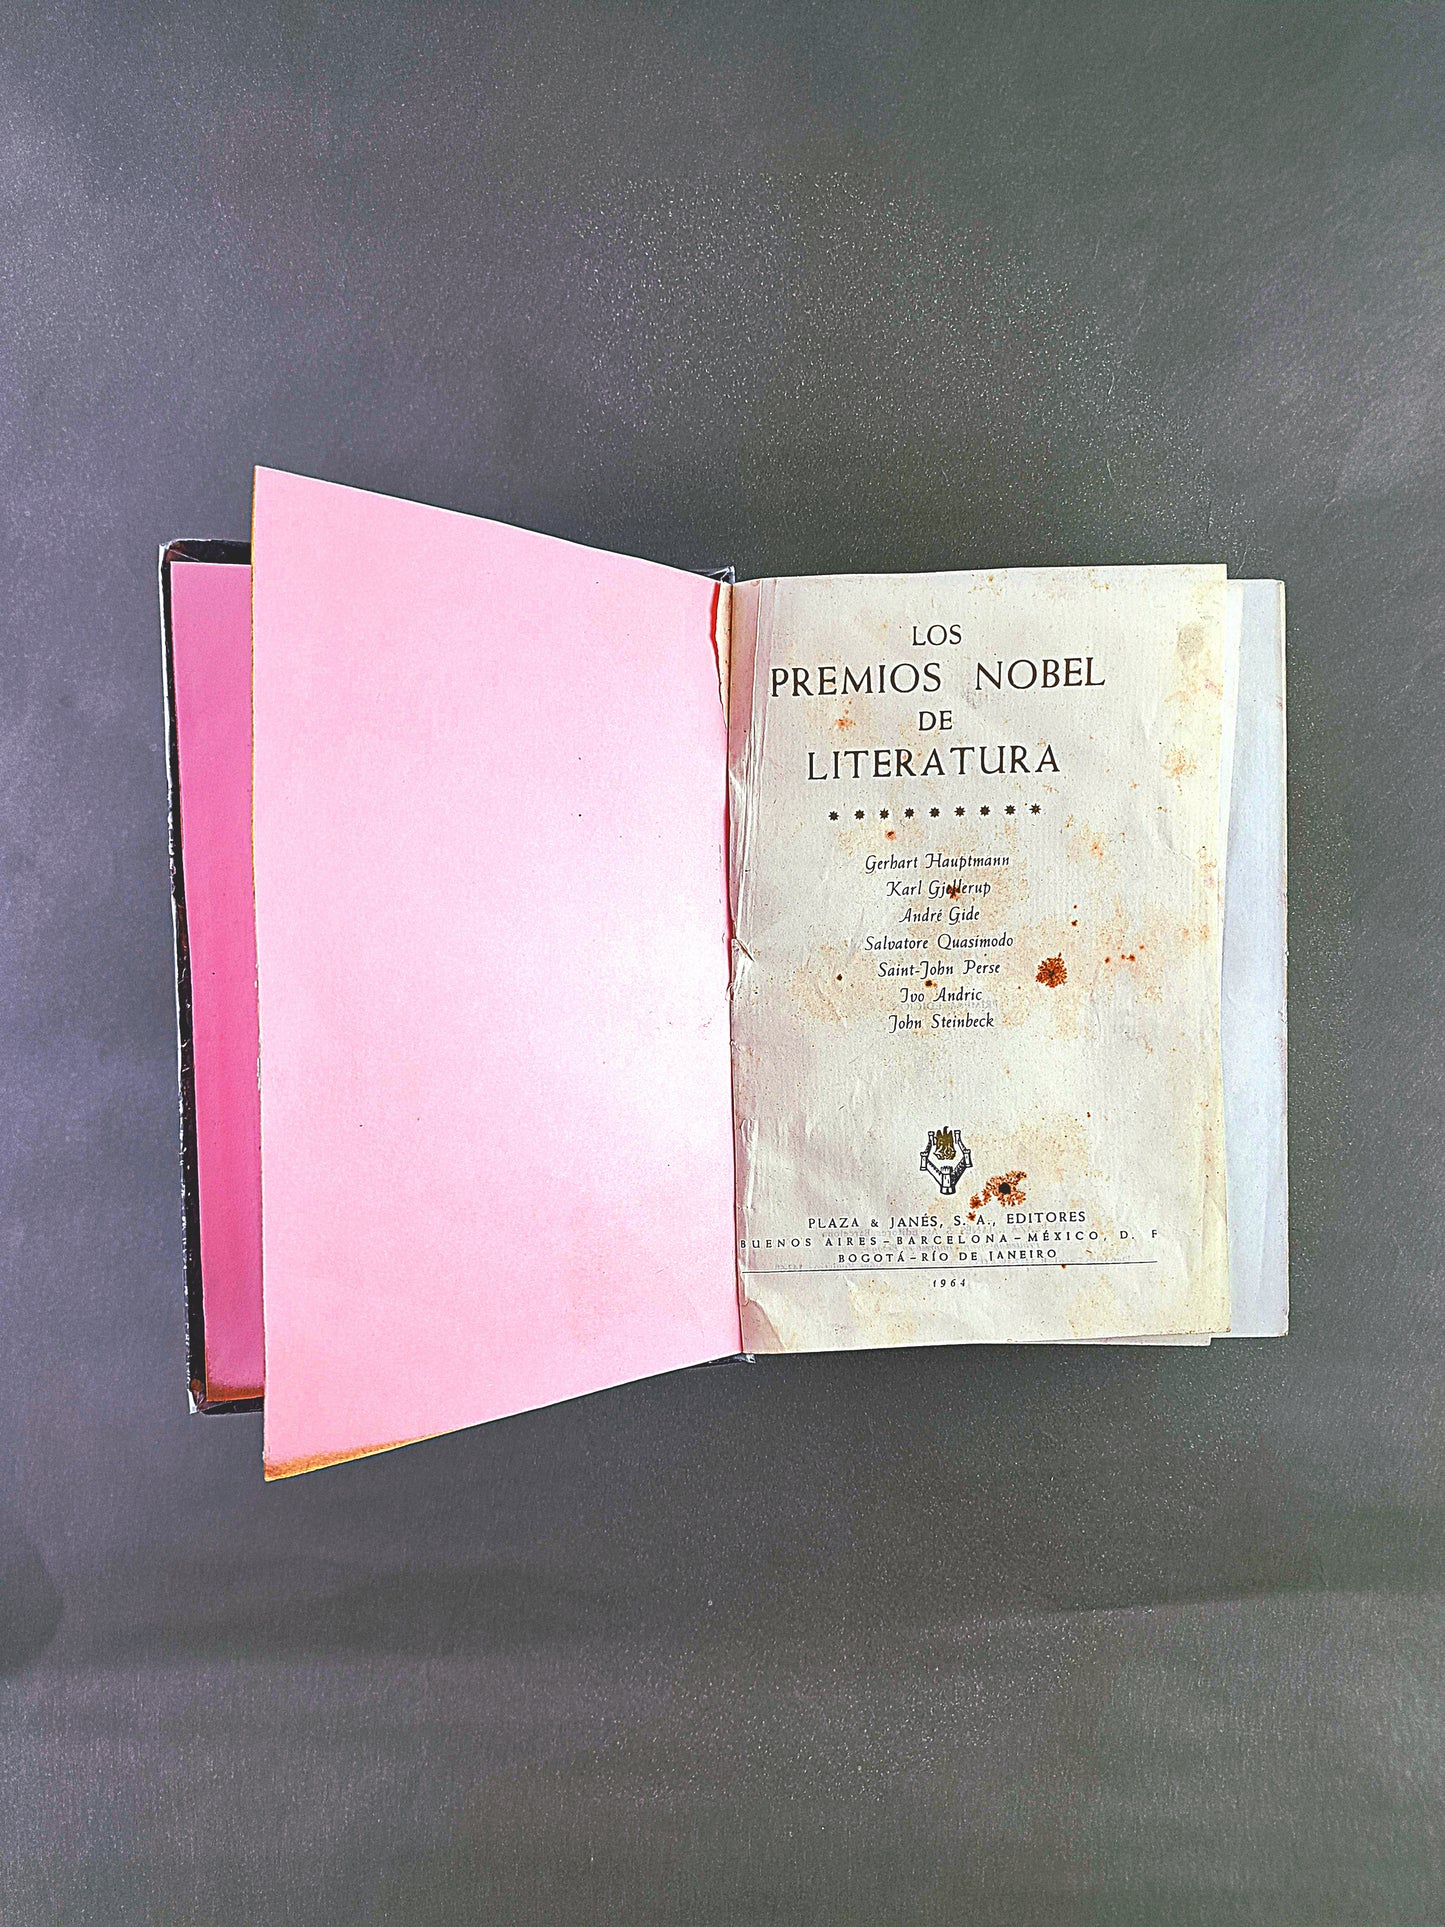 LOS
PREMIOS NOBEL
DE
LITERATURA
* * * * * * * * *
Gerhart Hauptmann
Karl Gjellerup
André Gide
Salvatore Quasimodo
Saint-John Perse
Ivo Andric
John Steinbeck
PLAZA & JANÉS, S. A., EDITORES
BUENOS AIRES – BARCELONA – MÉXICO, D. F
BOGOTÁ – RÍO DE JANEIRO
1964